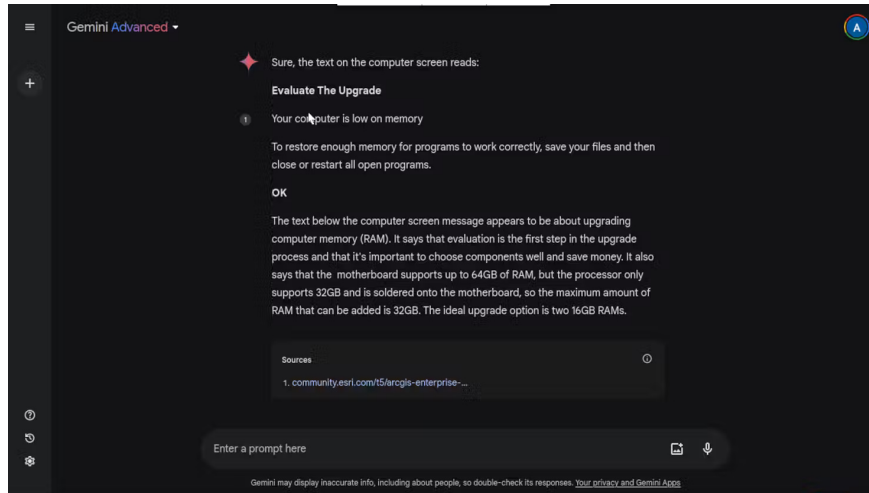 Gemini Advanced
A
Sure, the text on the computer screen reads:
Evaluate The Upgrade
1 Your computer is low on memory
To restore enough memory for programs to work correctly, save your files and then
close or restart all open programs.
OK
The text below the computer screen message appears to be about upgrading
computer memory (RAM). It says that evaluation is the first step in the upgrade
process and that it's important to choose components well and save money. It also
says that the motherboard supports up to 64GB of RAM, but the processor only
supports 32GB and is soldered onto the motherboard, so the maximum amount of
RAM that can be added is 32GB. The ideal upgrade option is two 16GB RAMs.
Sources
1. community.esri.com/t5/arcgis-enterprise-...
Enter a prompt here
Gemini may display inaccurate info, including about people, so double-check its responses. Your privacy and Gemini Apps